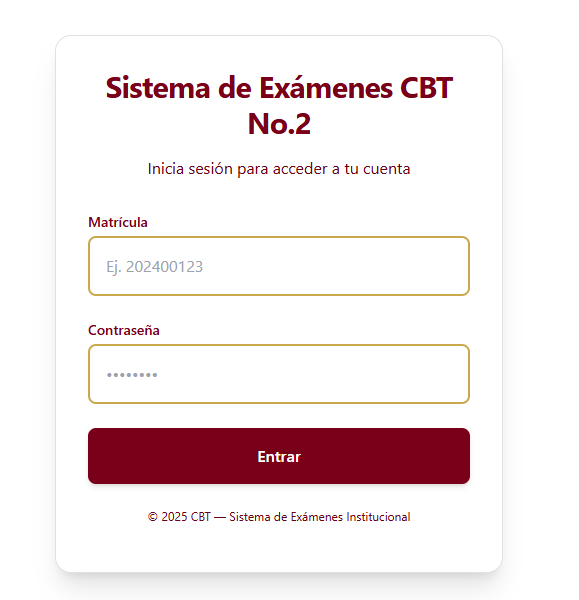 Sistema de Exámenes CBT
No.2
Inicia sesión para acceder a tu cuenta
Matrícula
Ej. 202400123
Contraseña
••••••••
Entrar
© 2025 CBT — Sistema de Exámenes Institucional